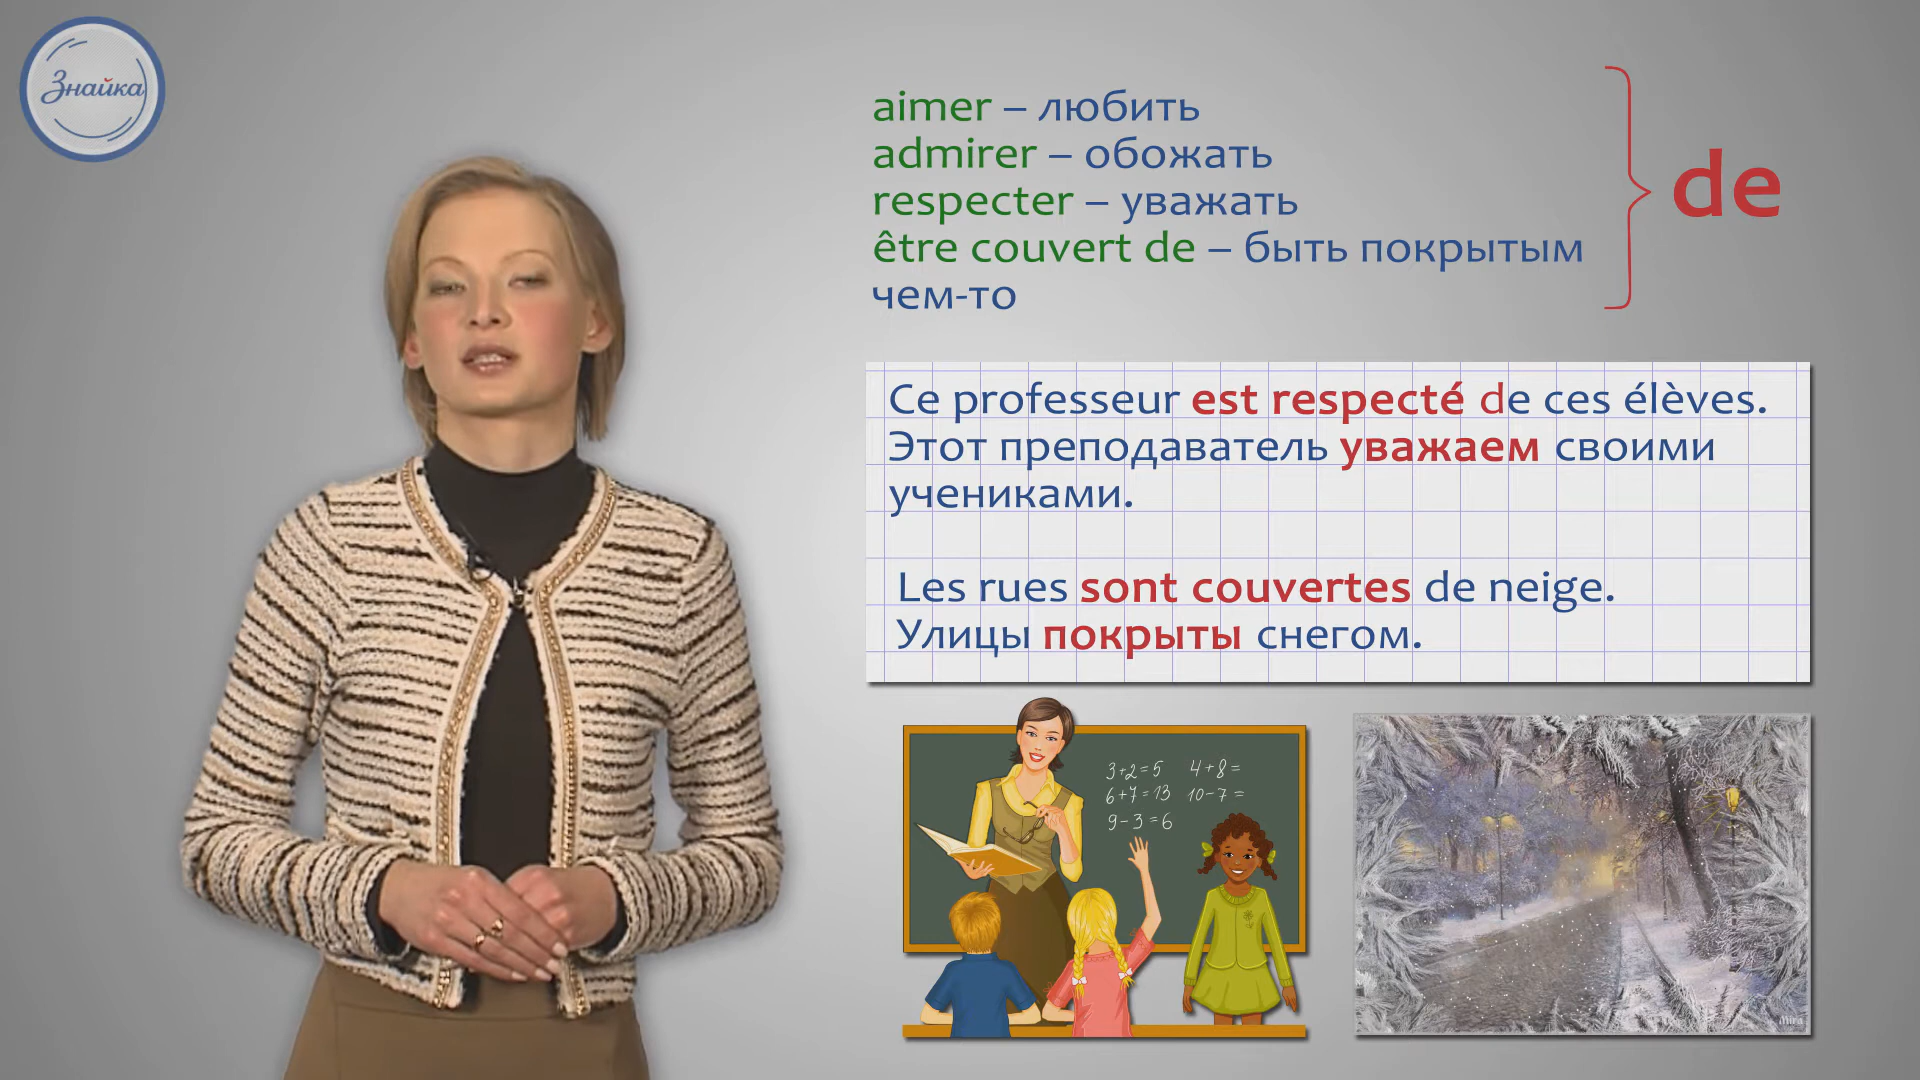 Знайка
aimer – любить
admirer – обожать
respecter – уважать
être couvert de – быть покрытым
чем-то
de
Ce professeur est respecté de ces élèves.
Этот преподаватель уважаем своими
учениками.
Les rues sont couvertes de neige.
Улицы покрыты снегом.
3+2=5 4+8=
6+7=13 10-7=
9-3=6
Mira